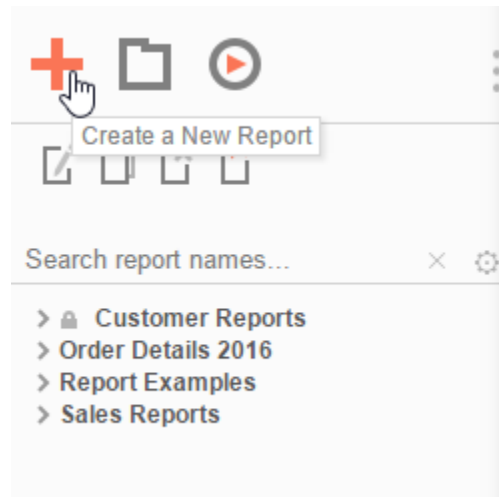 Create a New Report
Search report names...
Customer Reports
Order Details 2016
Report Examples
Sales Reports